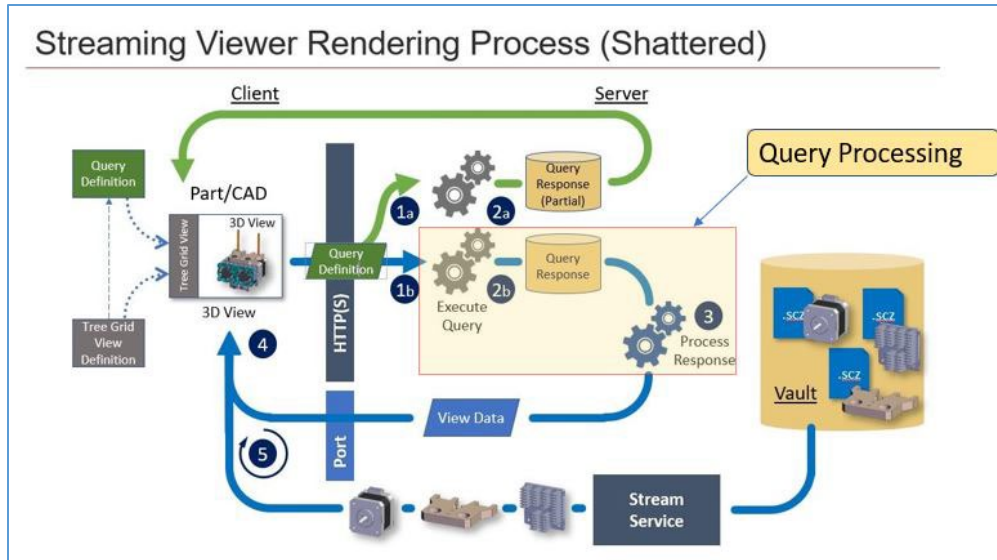 Streaming Viewer Rendering Process (Shattered)
Client
Server
Query Processing
Query
Definition
Part/CAD
Tree Grid View
3D View
3D View
Tree Grid
View
Definition
HTTP(S)
Query
Definition
1a
2a
Query
Response
(Partial)
1b
Execute
Query
2b
Query
Response
3
Process
Response
4
Port
View Data
5
Stream
Service
Vault
.SCZ
.SCZ
.SCZ